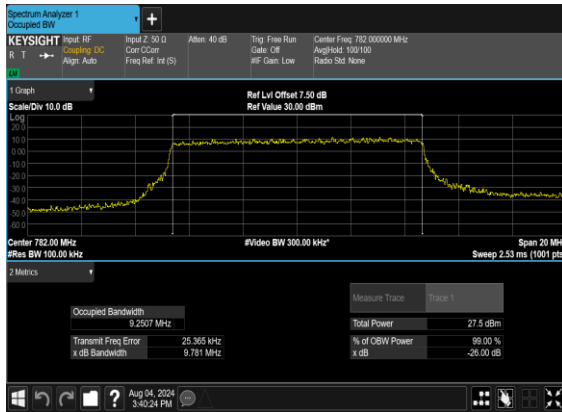 Spectrum Analyzer 1
Occupied BW
+
KEYSIGHT Input: RF Input Z: 50 Ω Atten: 40 dB Trig: Free Run Center Freq: 782.000000 MHz
R T Coupling: DC Corr CCorr Gate: Off Avg|Hold: 100/100
Align: Auto Freq Ref: Int (S) #IF Gain: Low Radio Std: None
LXI
1 Graph
Ref Lvl Offset 7.50 dB
Scale/Div 10.0 dB Ref Value 30.00 dBm
Log
20.0
10.0
0.00
-10.0
-20.0
-30.0
-40.0
-50.0
-60.0
Center 782.00 MHz #Video BW 300.00 kHz* Span 20 MH
#Res BW 100.00 kHz Sweep 2.53 ms (1001 pts
2 Metrics
Measure Trace Trace 1
Occupied Bandwidth
9.2507 MHz Total Power 27.5 dBm
Transmit Freq Error 25.365 kHz % of OBW Power 99.00 %
x dB Bandwidth 9.781 MHz x dB -26.00 dB
?
Aug 04, 2024
3:40:24 PM